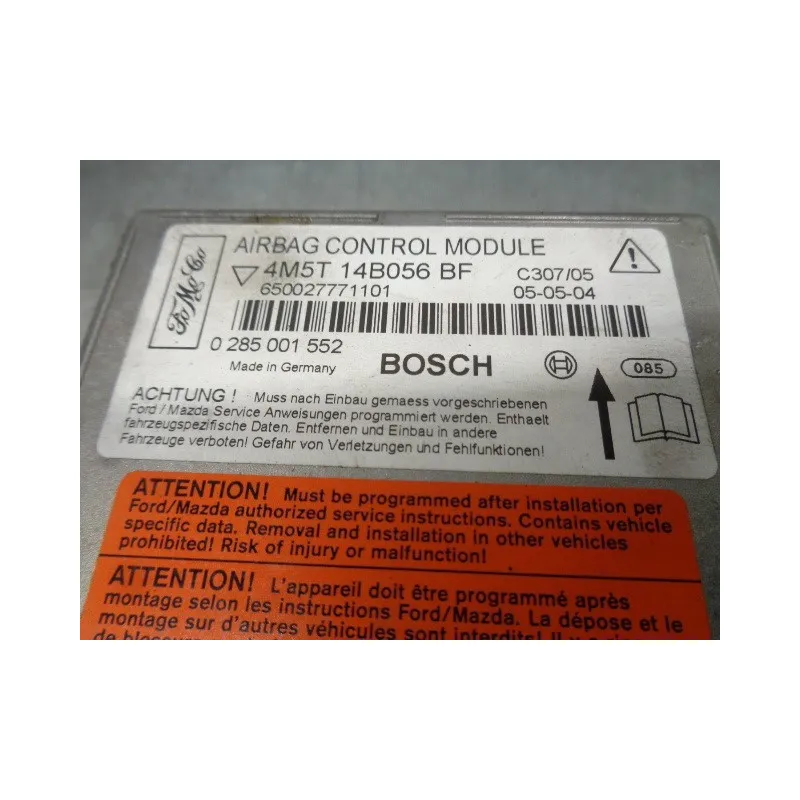 FoMoCo
AIRBAG CONTROL MODULE
4M5T 14B056 BF
C307/05
650027771101
05-05-04
0 285 001 552
BOSCH
085
Made in Germany
ACHTUNG ! Muss nach Einbau gemaess vorgeschriebenen
Ford / Mazda Service Anweisungen programmiert werden. Enthaelt
fahrzeugspezifische Daten. Entfernen und Einbau in andere
Fahrzeuge verboten! Gefahr von Verletzungen und Fehlfunktionen!
ATTENTION! Must be programmed after installation per
Ford/Mazda authorized service instructions. Contains vehicle
specific data. Removal and installation in other vehicles
prohibited! Risk of injury or malfunction!
ATTENTION! L'appareil doit être programmé après
montage selon les instructions Ford/Mazda. La dépose et le
montage sur d'autres véhicules sont interdits! Il y a